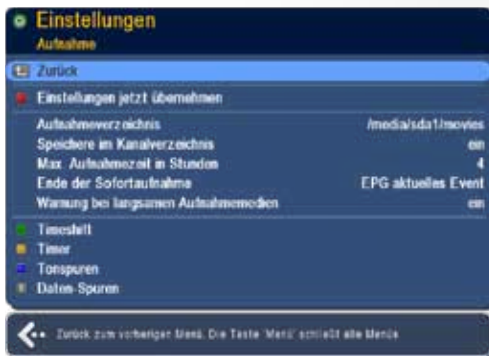 Einstellungen
Aufnahme
Zurück
Einstellungen jetzt übernehmen
Aufnahmeverzeichnis /media/sda1/movies
Speichere im Kanalverzeichnis ein
Max. Aufnahmezeit in Stunden 4
Ende der Sofortaufnahme EPG aktuelles Event
Warnung bei langsamen Aufnahmemedien ein
Timeshift
Timer
Tonspuren
Daten-Spuren
Zurück zum vorheriger Menü. Die Taste 'Menü' schließt alle Menüs